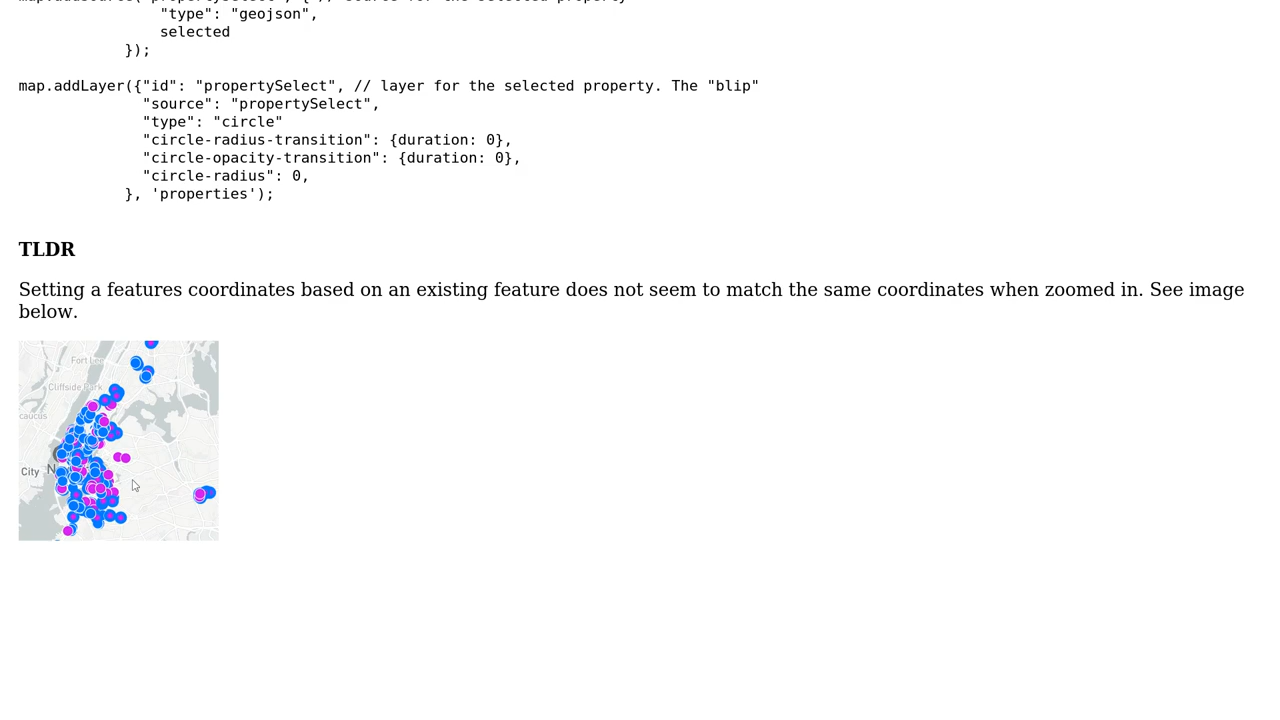 "type": "geojson",
selected
});
map.addLayer({"id": "propertySelect", // layer for the selected property. The "blip"
"source": "propertySelect",
"type": "circle"
"circle-radius-transition": {duration: 0},
"circle-opacity-transition": {duration: 0},
"circle-radius": 0,
}, 'properties');
TLDR
Setting a features coordinates based on an existing feature does not seem to match the same coordinates when zoomed in. See image
below.
Fort Lee
Cliffside Park
caucus
City
N